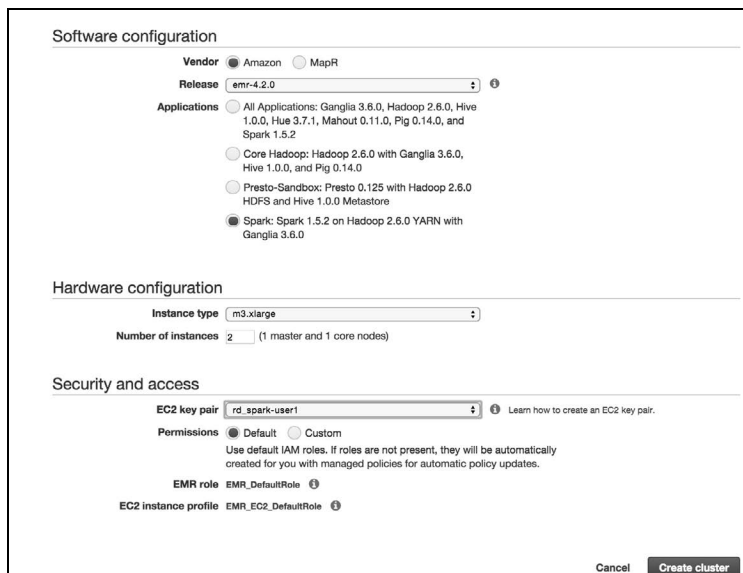 Software configuration
Vendor Amazon MapR
Release emr-4.2.0
Applications All Applications: Ganglia 3.6.0, Hadoop 2.6.0, Hive
1.0.0, Hue 3.7.1, Mahout 0.11.0, Pig 0.14.0, and
Spark 1.5.2
Core Hadoop: Hadoop 2.6.0 with Ganglia 3.6.0,
Hive 1.0.0, and Pig 0.14.0
Presto-Sandbox: Presto 0.125 with Hadoop 2.6.0
HDFS and Hive 1.0.0 Metastore
Spark: Spark 1.5.2 on Hadoop 2.6.0 YARN with
Ganglia 3.6.0
Hardware configuration
Instance type m3.xlarge
Number of instances 2 (1 master and 1 core nodes)
Security and access
EC2 key pair rd_spark-user1 Learn how to create an EC2 key pair.
Permissions Default Custom
Use default IAM roles. If roles are not present, they will be automatically
created for you with managed policies for automatic policy updates.
EMR role EMR_DefaultRole
EC2 instance profile EMR_EC2_DefaultRole
Cancel Create cluster